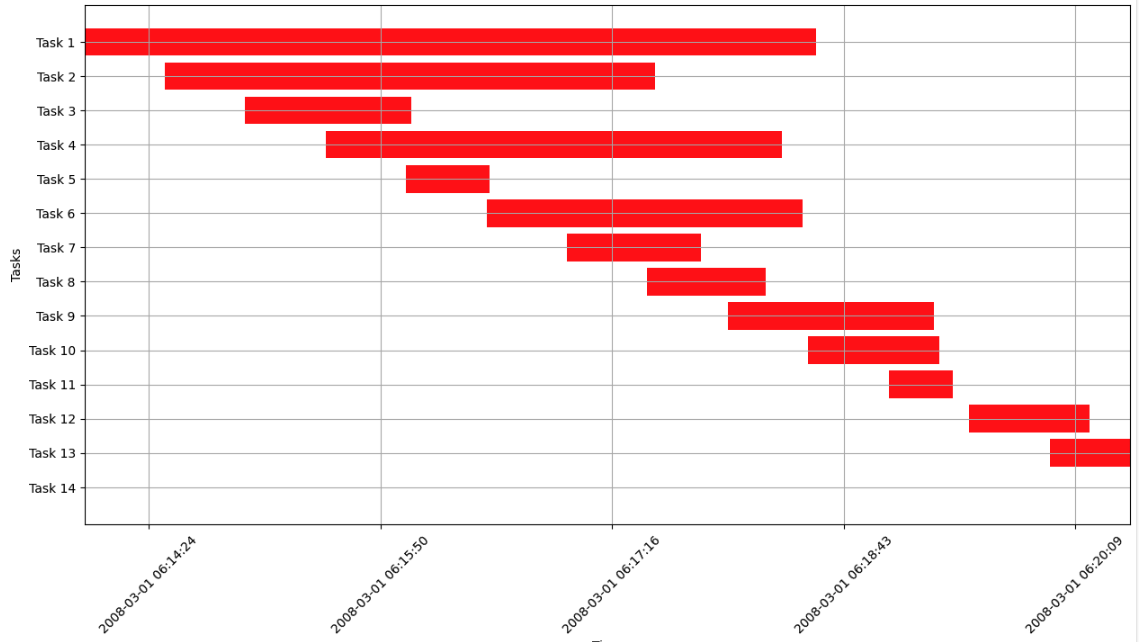 Task 1
Task 2
Task 3
Task 4
Task 5
Task 6
Task 7
Task 8
Task 9
Task 10
Task 11
Task 12
Task 13
Task 14
Tasks
2008-03-01 06:14:24
2008-03-01 06:15:50
2008-03-01 06:17:16
2008-03-01 06:18:43
2008-03-01 06:20:09